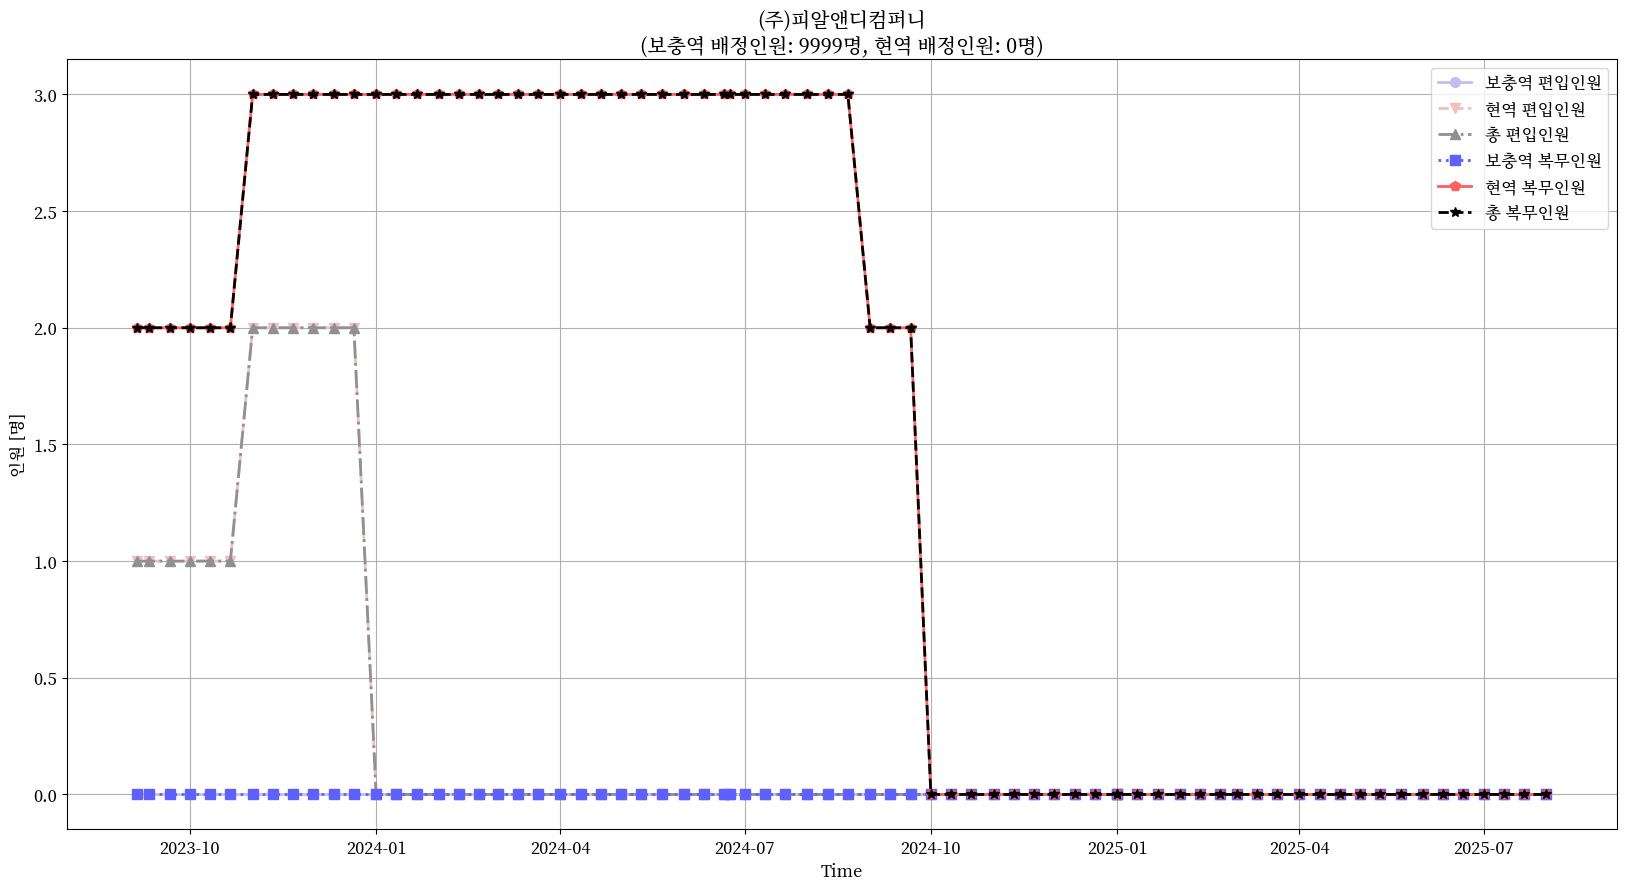 (주)피알앤디컴퍼니
(보충역 배정인원: 9999명, 현역 배정인원: 0명)
보충역 편입인원
현역 편입인원
총 편입인원
보충역 복무인원
현역 복무인원
총 복무인원
인원 [명]
3.0
2.5
2.0
1.5
1.0
0.5
0.0
2023-10
2024-01
2024-04
2024-07
2024-10
2025-01
2025-04
2025-07
Time